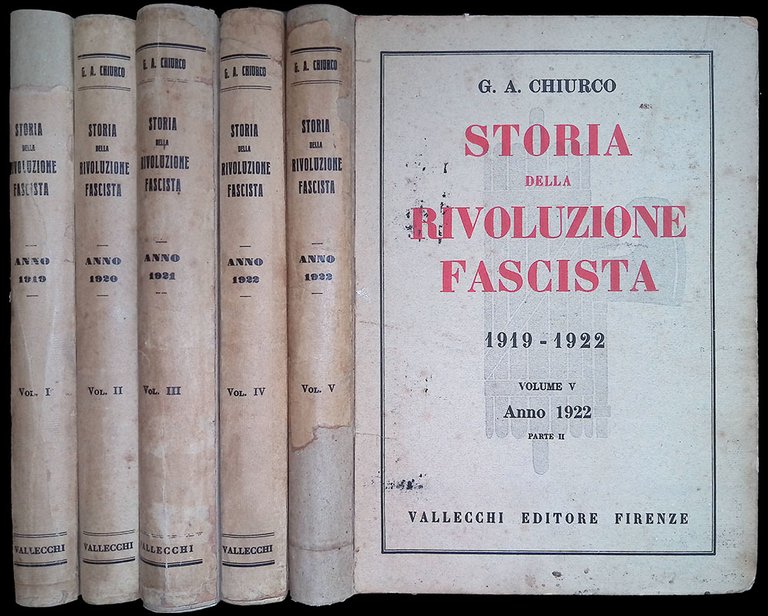 STORIA
DELLA
RIVOLUZIONE
FASCISTA
ANNO
1919
VOL. I
VALLECCHI
G. A. CHIURCO
STORIA
DELLA
RIVOLUZIONE
FASCISTA
ANNO
1920
VOL. II
VALLECCHI
G. A. CHIURCO
STORIA
DELLA
RIVOLUZIONE
FASCISTA
ANNO
1921
VOL. III
VALLECCHI
G. A. CHIURCO
STORIA
DELLA
RIVOLUZIONE
FASCISTA
ANNO
1922
VOL. IV
VALLECCHI
G. A. CHIURCO
STORIA
DELLA
RIVOLUZIONE
FASCISTA
ANNO
1922
VOL. V
G. A. CHIURCO
STORIA
DELLA
RIVOLUZIONE
FASCISTA
1919 - 1922
VOLUME V
Anno 1922
PARTE II
VALLECCHI EDITORE FIRENZE